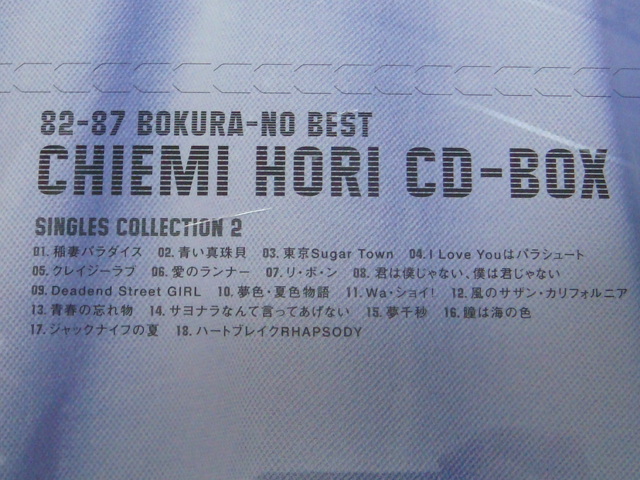 82-87 BOKURA-NO BEST
CHIEMI HORI CD-BOX
SINGLES COLLECTION 2
01. 稲妻パラダイス 02. 青い真珠貝 03. 東京Sugar Town 04. I Love Youはパラシュート
05. クレイジーラブ 06. 愛のランナー 07. リ・ボ・ン 08. 君は僕じゃない、僕は君じゃない
09. Deadend Street GIRL 10. 夢色・夏色物語 11. Wa・ショイ! 12. 風のサザン・カリフォルニア
13. 青春の忘れ物 14. サヨナラなんて言ってあげない 15. 夢千秒 16. 瞳は海の色
17. ジャックナイフの夏 18. ハートブレイクRHAPSODY